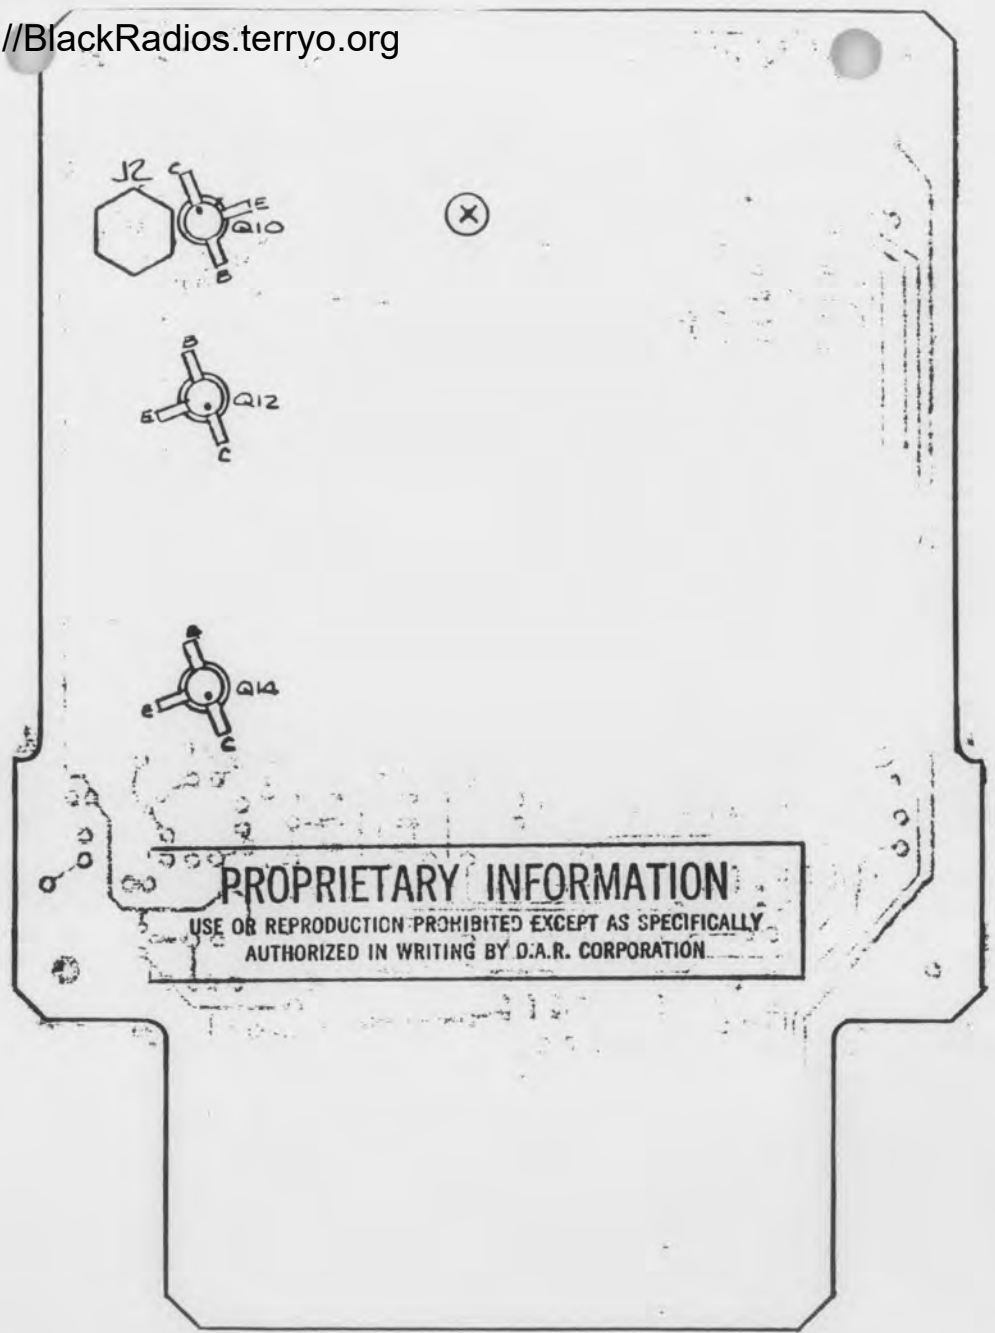 //BlackRadios.terryo.org
J2
C
E
Q10
B
B
E
Q12
C
B
Q14
E
C
PROPRIETARY INFORMATION
USE OR REPRODUCTION PROHIBITED EXCEPT AS SPECIFICALLY
AUTHORIZED IN WRITING BY O.A.R. CORPORATION